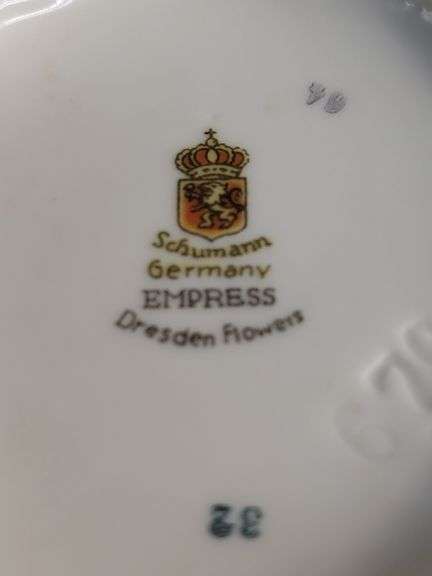 Schumann
Germany
EMPRESS
Dresden Flowers
32